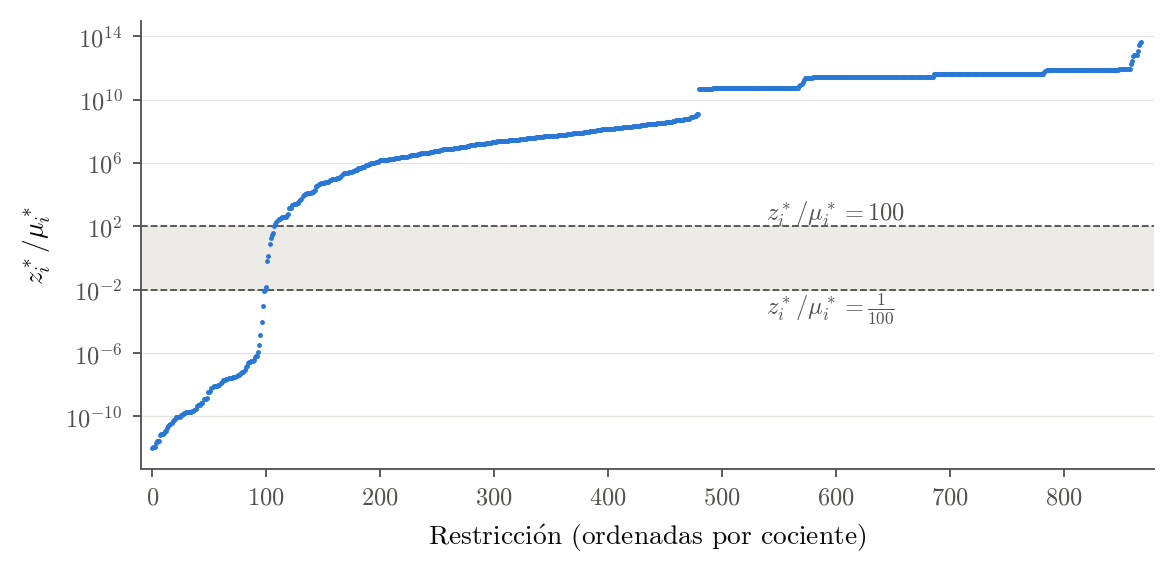 10^14
10^10
10^6
10^2
10^−2
10^−6
10^−10
z_i^* / μ_i^*
z_i^* / μ_i^* = 100
z_i^* / μ_i^* = 1/100
0 100 200 300 400 500 600 700 800
Restricción (ordenadas por cociente)